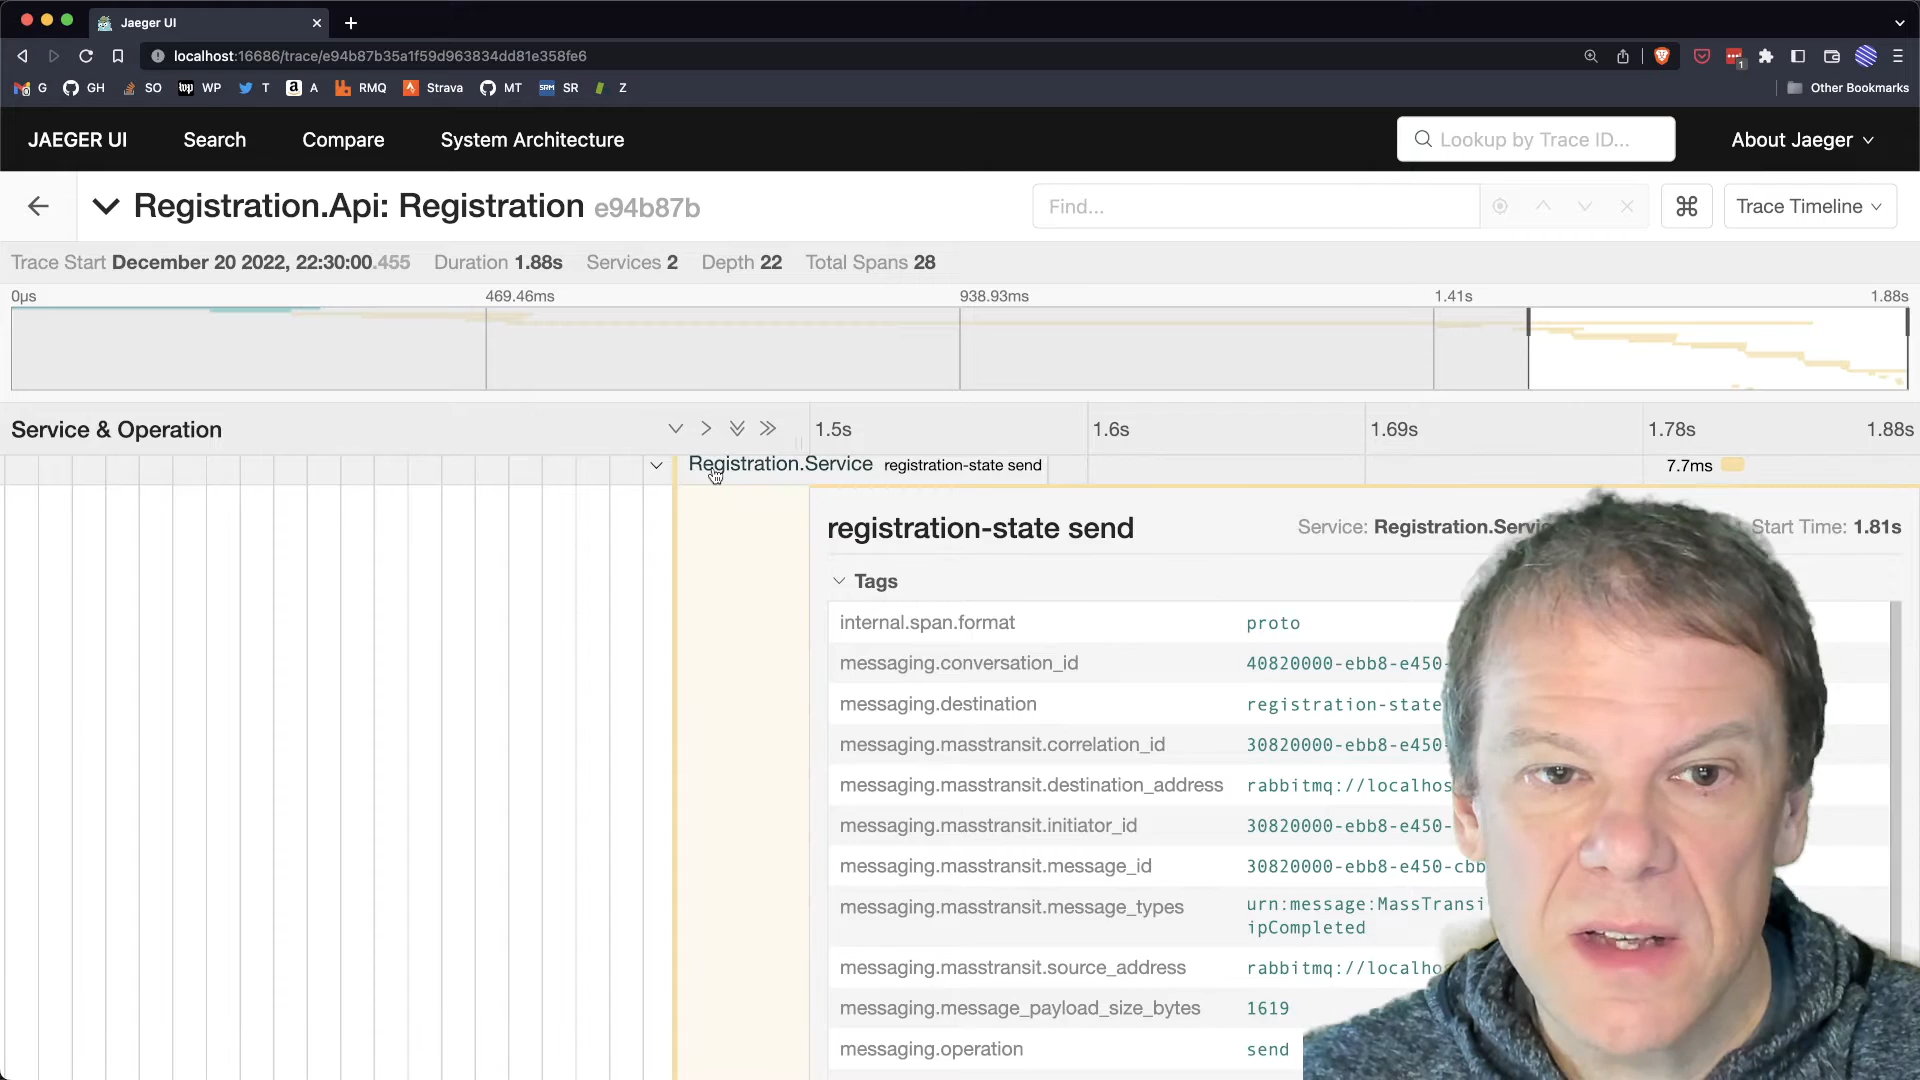 Jaeger UI
localhost:16686/trace/e94b87b35a1f59d963834dd81e358fe6
1
G GH SO WP T A RMQ Strava MT SR Z Other Bookmarks
JAEGER UI Search Compare System Architecture Lookup by Trace ID... About Jaeger
Registration.Api: Registration e94b87b Find... Trace Timeline
Trace Start December 20 2022, 22:30:00.455 Duration 1.88s Services 2 Depth 22 Total Spans 28
0μs 469.46ms 938.93ms 1.41s 1.88s
Service & Operation 1.5s 1.6s 1.69s 1.78s 1.88s
Registration.Service registration-state send 7.7ms
registration-state send Service: Registration.Servic Start Time: 1.81s
Tags
internal.span.format proto
messaging.conversation_id 40820000-ebb8-e450-
messaging.destination registration-state
messaging.masstransit.correlation_id 30820000-ebb8-e450-
messaging.masstransit.destination_address rabbitmq://localhos
messaging.masstransit.initiator_id 30820000-ebb8-e450-
messaging.masstransit.message_id 30820000-ebb8-e450-cbb
messaging.masstransit.message_types urn:message:MassTransi
ipCompleted
messaging.masstransit.source_address rabbitmq://localho
messaging.message_payload_size_bytes 1619
messaging.operation send